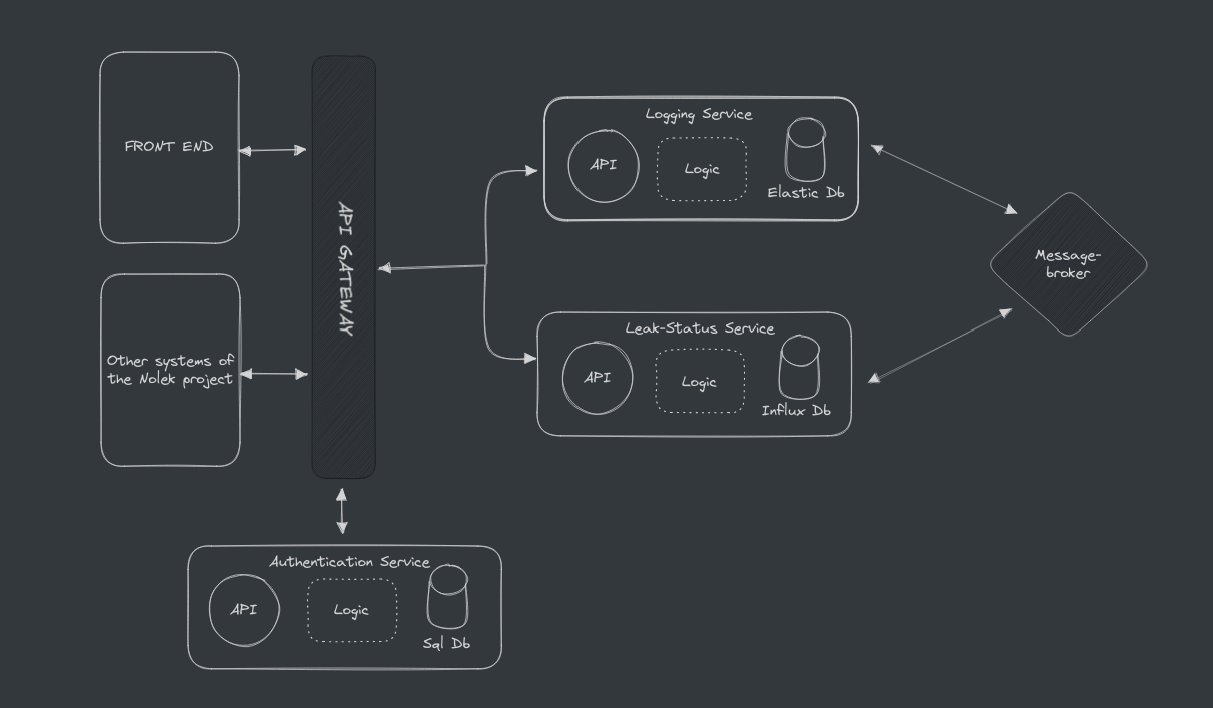 FRONT END
Other systems of
the Nolek project
API GATEWAY
Logging Service
API
Logic
Elastic Db
Leak-Status Service
API
Logic
Influx Db
Message-
broker
Authentication Service
API
Logic
Sql Db